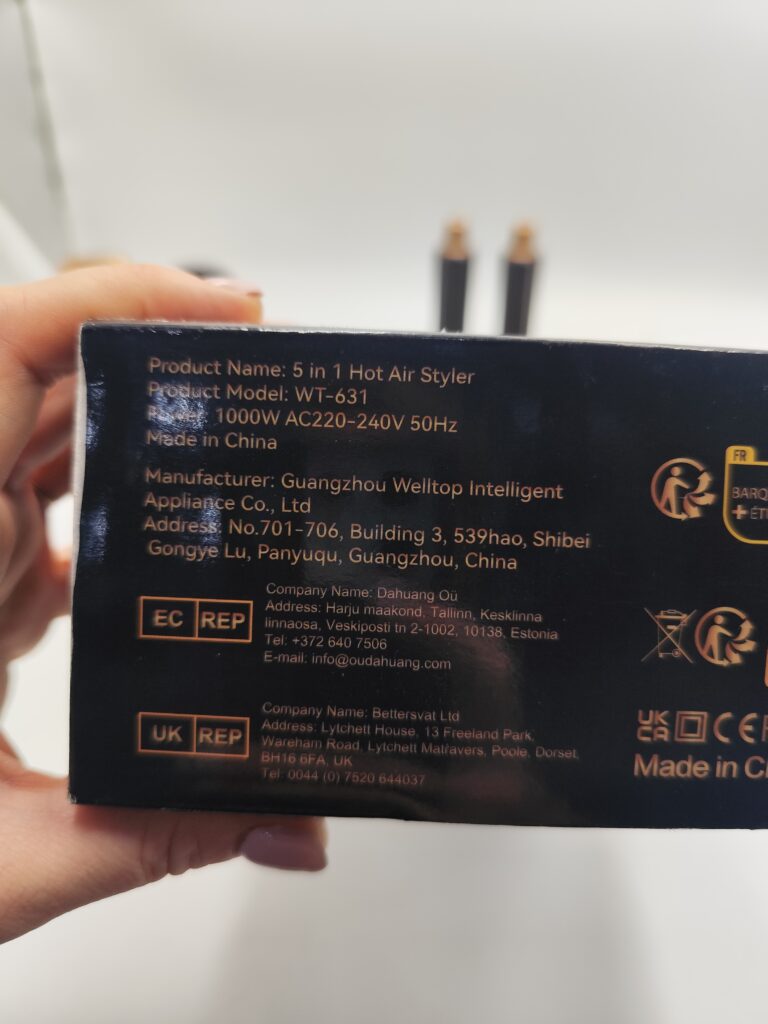 Product Name: 5 in 1 Hot Air Styler
Product Model: WT-631
Power: 1000W AC220-240V 50Hz
Made in China
Manufacturer: Guangzhou Welltop Intelligent
Appliance Co., Ltd
Address: No.701-706, Building 3, 539hao, Shibei
Gongye Lu, Panyuqu, Guangzhou, China
EC REP
Company Name: Dahuang Oü
Address: Harju maakond, Tallinn, Kesklinna
linnaosa, Veskiposti tn 2-1002, 10138, Estonia
Tel: +372 640 7506
E-mail: info@oudahuang.com
UK REP
Company Name: Bettersvat Ltd
Address: Lytchett House, 13 Freeland Park,
Wareham Road, Lytchett Matravers, Poole, Dorset,
BH16 6FA, UK
Tel: 0044 (0) 7520 644037
FR
UK
CA
CE
Made in